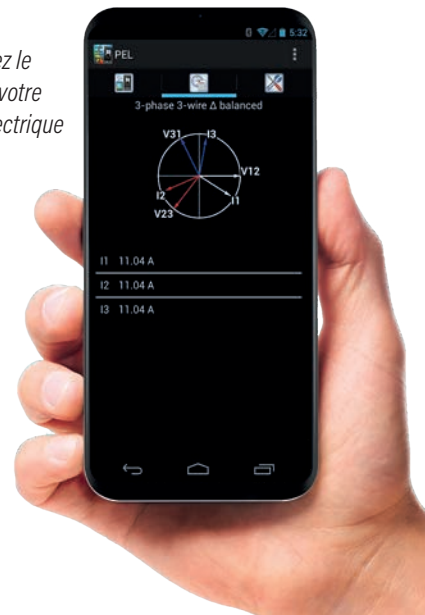 ez le
votre
ectrique
5:32
PEL
3-phase 3-wire Δ balanced
V31 I3
V12
I2 I1
V23
I1 11.04 A
I2 11.04 A
I3 11.04 A